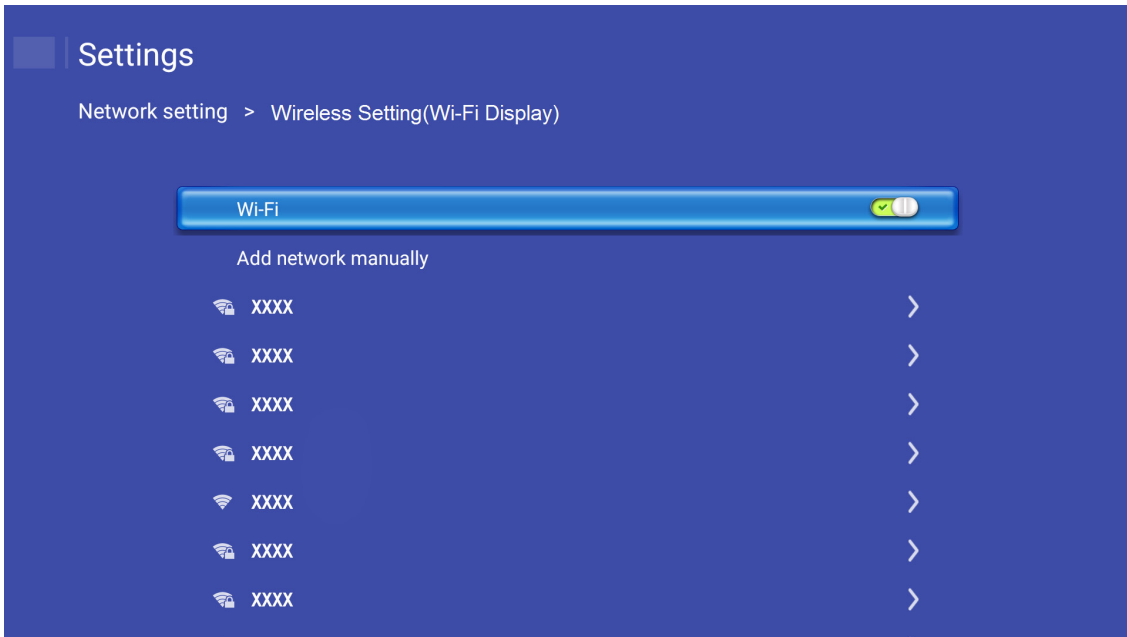 Settings
Network setting > Wireless Setting(Wi-Fi Display)
Wi-Fi
Add network manually
XXXX
XXXX
XXXX
XXXX
XXXX
XXXX
XXXX